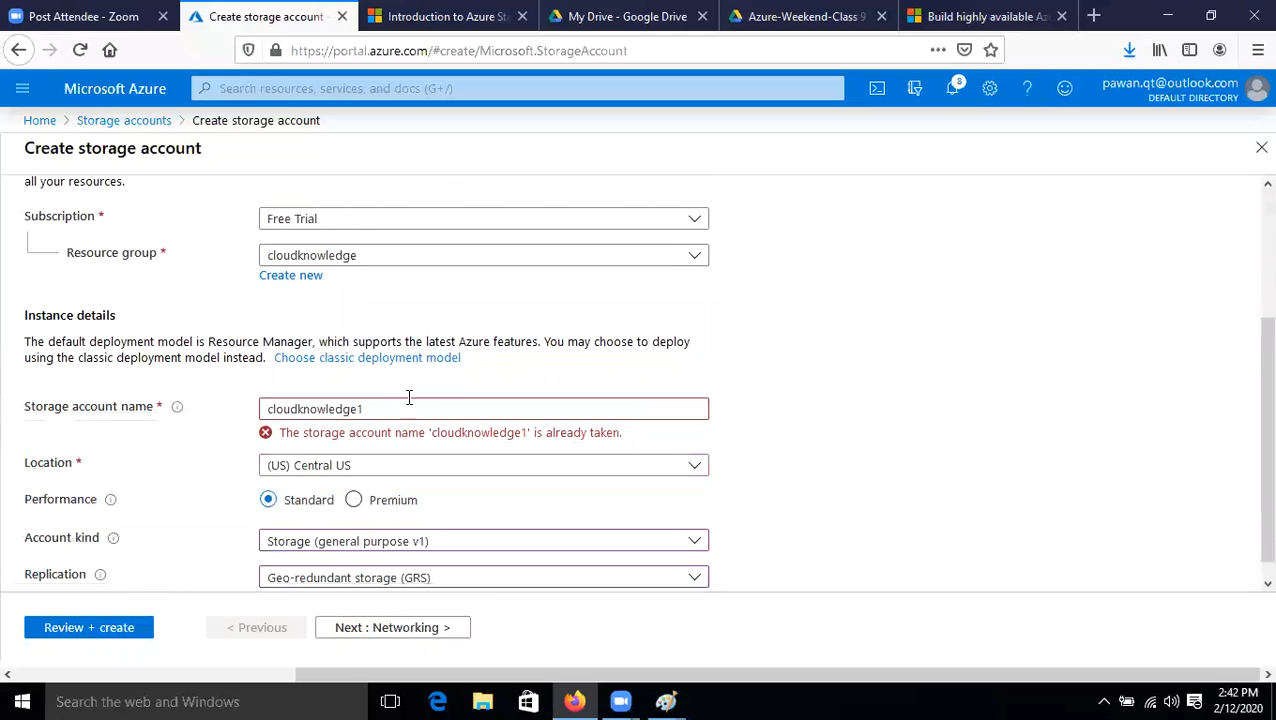 Post Attendee - Zoom
Create storage account -
Introduction to Azure St
My Drive - Google Drive
Azure-Weekend-Class 9
Build highly available Az
https://portal.azure.com/#create/Microsoft.StorageAccount
Microsoft Azure
Search resources, services, and docs (G+/)
8
pawan.qt@outlook.com
DEFAULT DIRECTORY
Home > Storage accounts > Create storage account
Create storage account
all your resources.
Subscription *
Free Trial
Resource group *
cloudknowledge
Create new
Instance details
The default deployment model is Resource Manager, which supports the latest Azure features. You may choose to deploy
using the classic deployment model instead. Choose classic deployment model
Storage account name *
cloudknowledge1
The storage account name 'cloudknowledge1' is already taken.
Location *
(US) Central US
Performance
Standard
Premium
Account kind
Storage (general purpose v1)
Replication
Geo-redundant storage (GRS)
Review + create
< Previous
Next : Networking >
Search the web and Windows
2:42 PM
2/12/2020